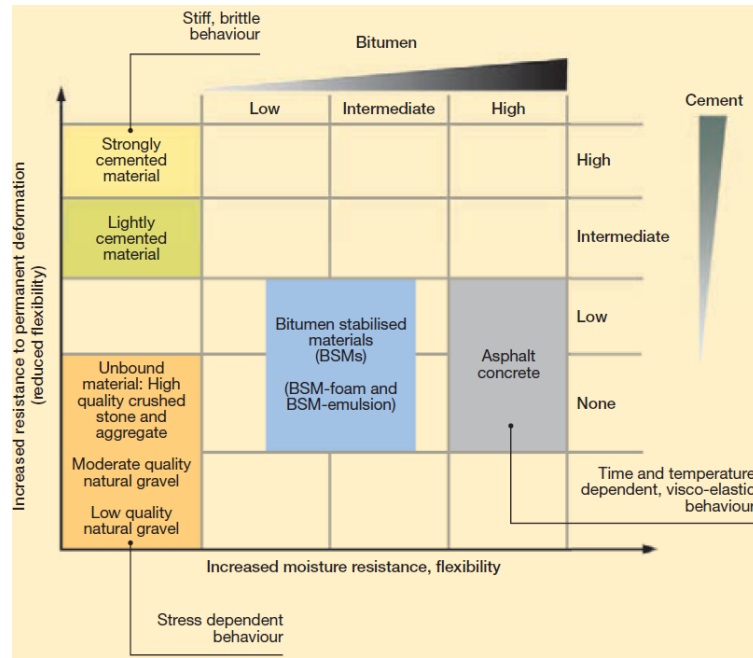 Stiff, brittle
behaviour
Bitumen
Low
Intermediate
High
Cement
Strongly
cemented
material
High
Lightly
cemented
material
Intermediate
Increased resistance to permanent deformation
(reduced flexibility)
Bitumen stabilised
materials
(BSMs)
(BSM-foam and
BSM-emulsion)
Asphalt
concrete
Low
Unbound
material: High
quality crushed
stone and
aggregate
Moderate quality
natural gravel
Low quality
natural gravel
None
Time and temperature
dependent, visco-elastic
behaviour
Increased moisture resistance, flexibility
Stress dependent
behaviour